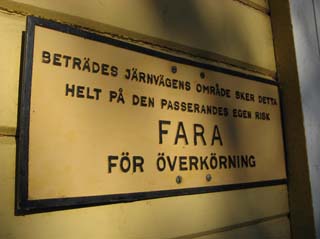 BETRÄDES JÄRNVÄGENS OMRÅDE SKER DETTA
HELT PÅ DEN PASSERANDES EGEN RISK
FARA
FÖR ÖVERKÖRNING